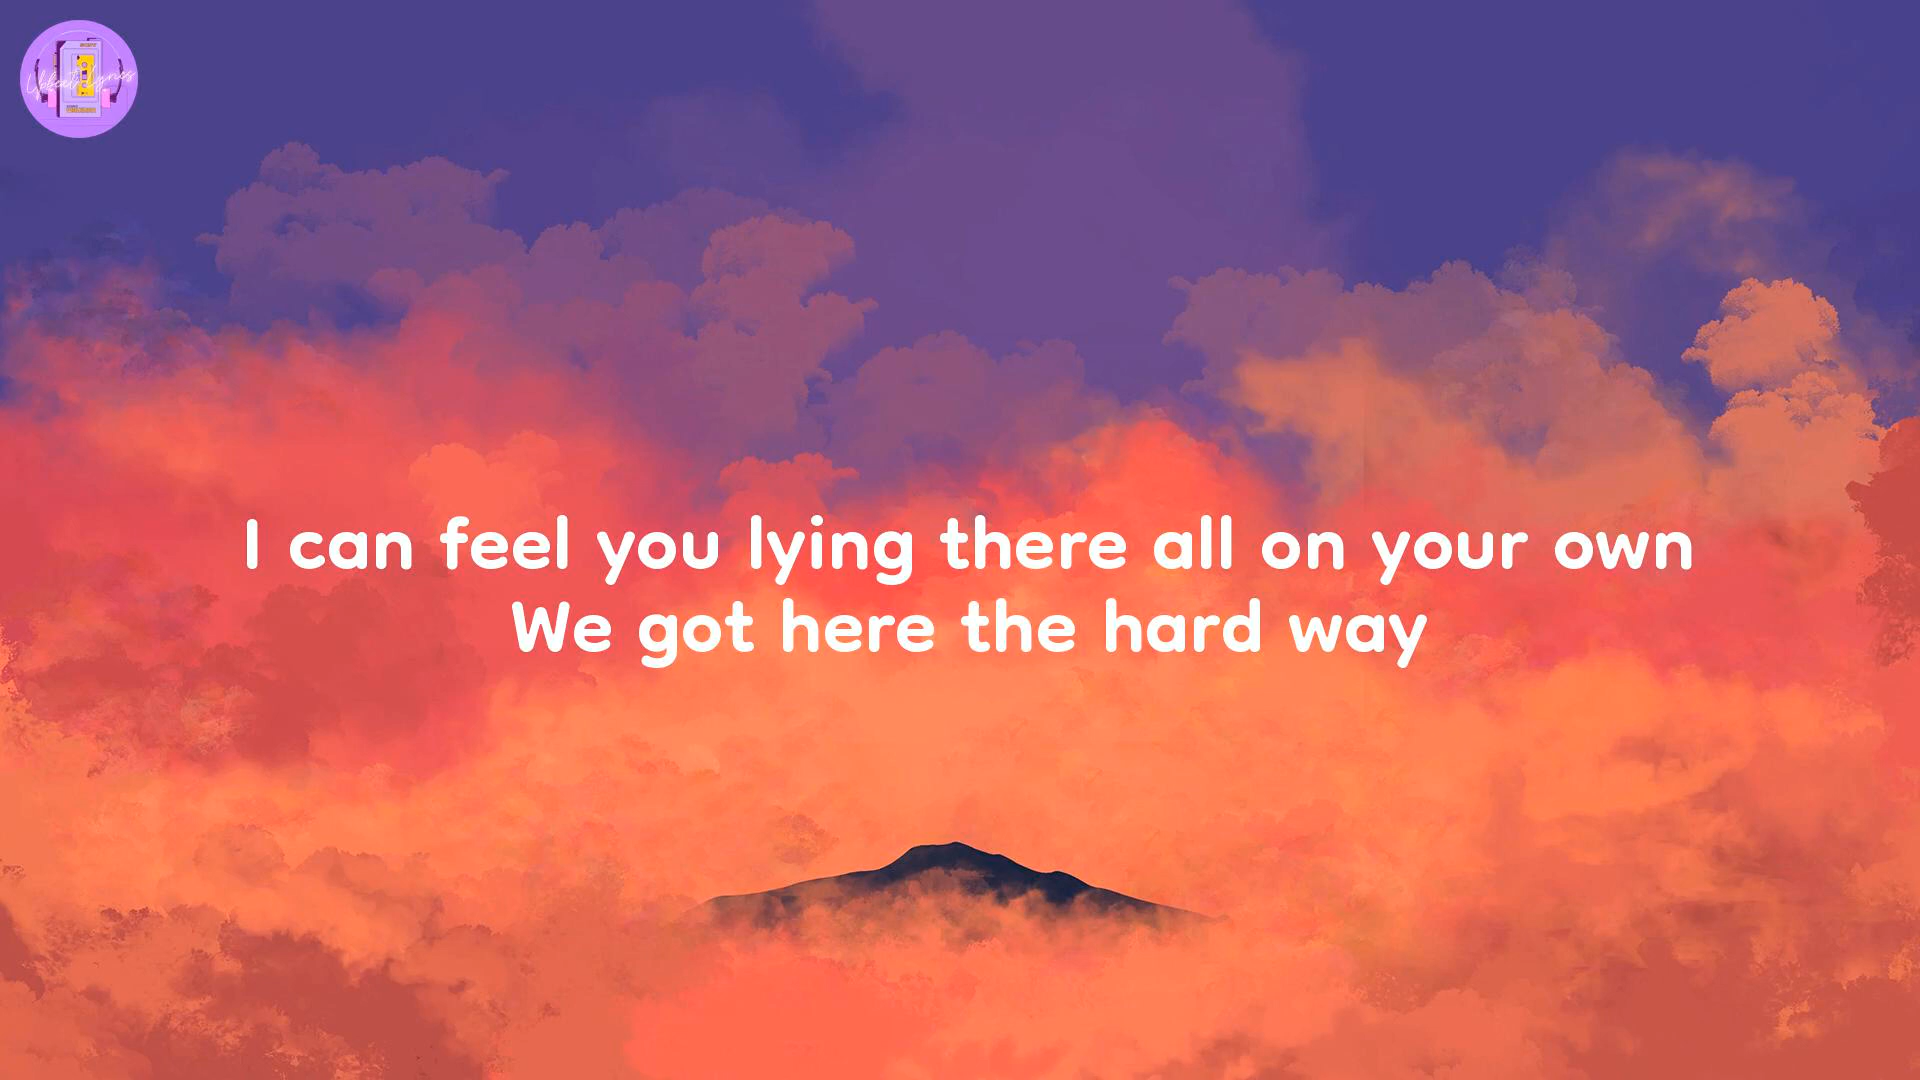 I can feel you lying there all on your own
We got here the hard way